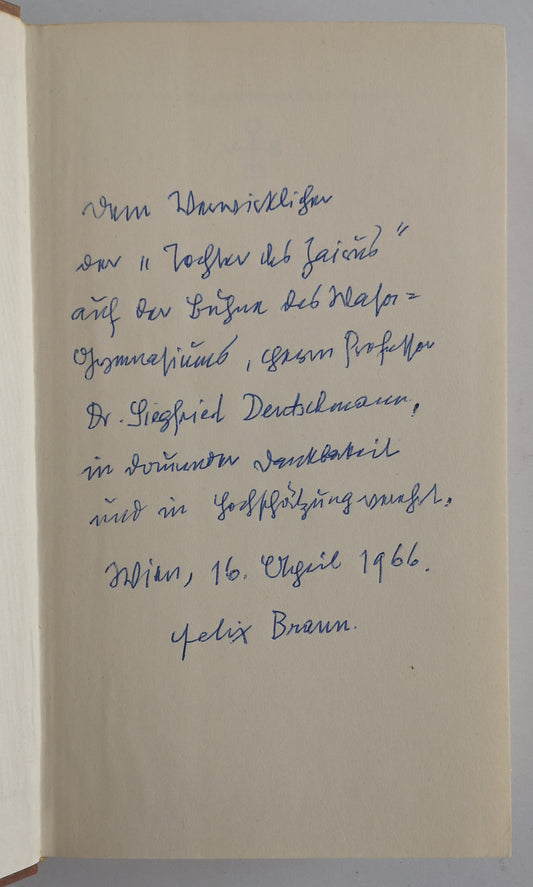 Dem Verwirklicher
der „Tochter des Jairus"
auf der Bühne des Wasa=
Gymnasiums, Herrn Professor
Dr. Siegfried Deutschmann,
in dauernder Dankbarkeit
und in Hochschätzung verehrt.
Wien, 16. April 1966.
Felix Braun.